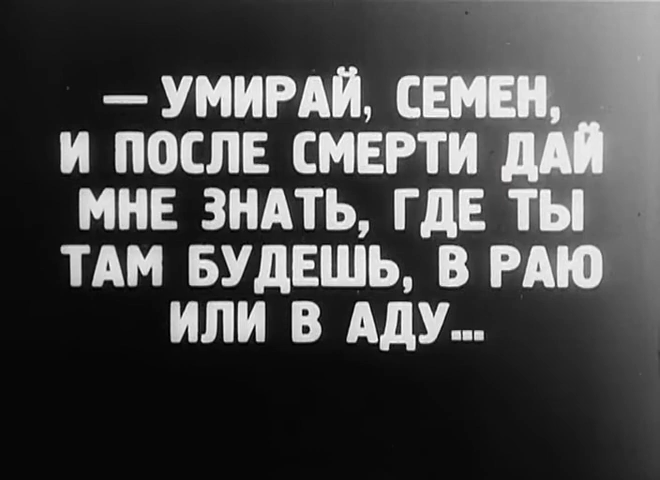 — УМИРАЙ, СЕМЕН,
И ПОСЛЕ СМЕРТИ ДАЙ
МНЕ ЗНАТЬ, ГДЕ ТЫ
ТАМ БУДЕШЬ, В РАЮ
ИЛИ В АДУ...